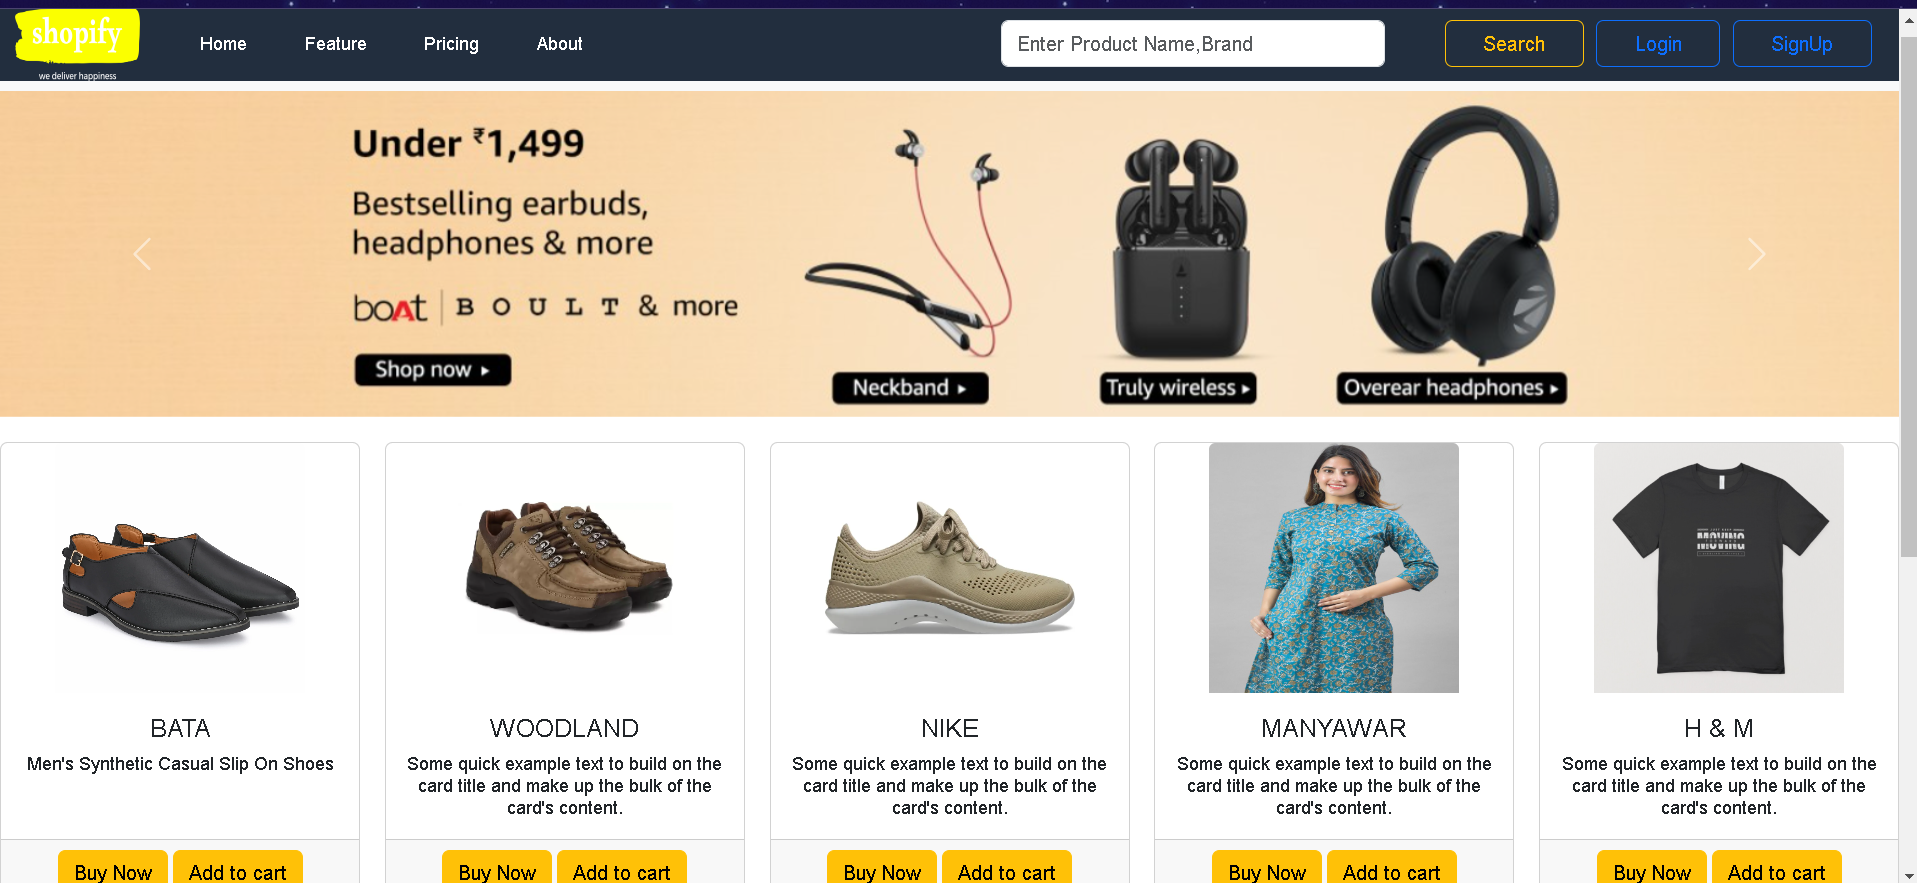 shopify
we deliver happiness
Home
Feature
Pricing
About
Enter Product Name,Brand
Search
Login
SignUp
Under ₹1,499
Bestselling earbuds,
headphones & more
boAt | BOULT & more
Shop now
Neckband
Truly wireless
Overear headphones
MOVING
BATA
Men's Synthetic Casual Slip On Shoes
Buy Now
Add to cart
WOODLAND
Some quick example text to build on the
card title and make up the bulk of the
card's content.
Buy Now
Add to cart
NIKE
Some quick example text to build on the
card title and make up the bulk of the
card's content.
Buy Now
Add to cart
MANYAWAR
Some quick example text to build on the
card title and make up the bulk of the
card's content.
Buy Now
Add to cart
H & M
Some quick example text to build on the
card title and make up the bulk of the
card's content.
Buy Now
Add to cart